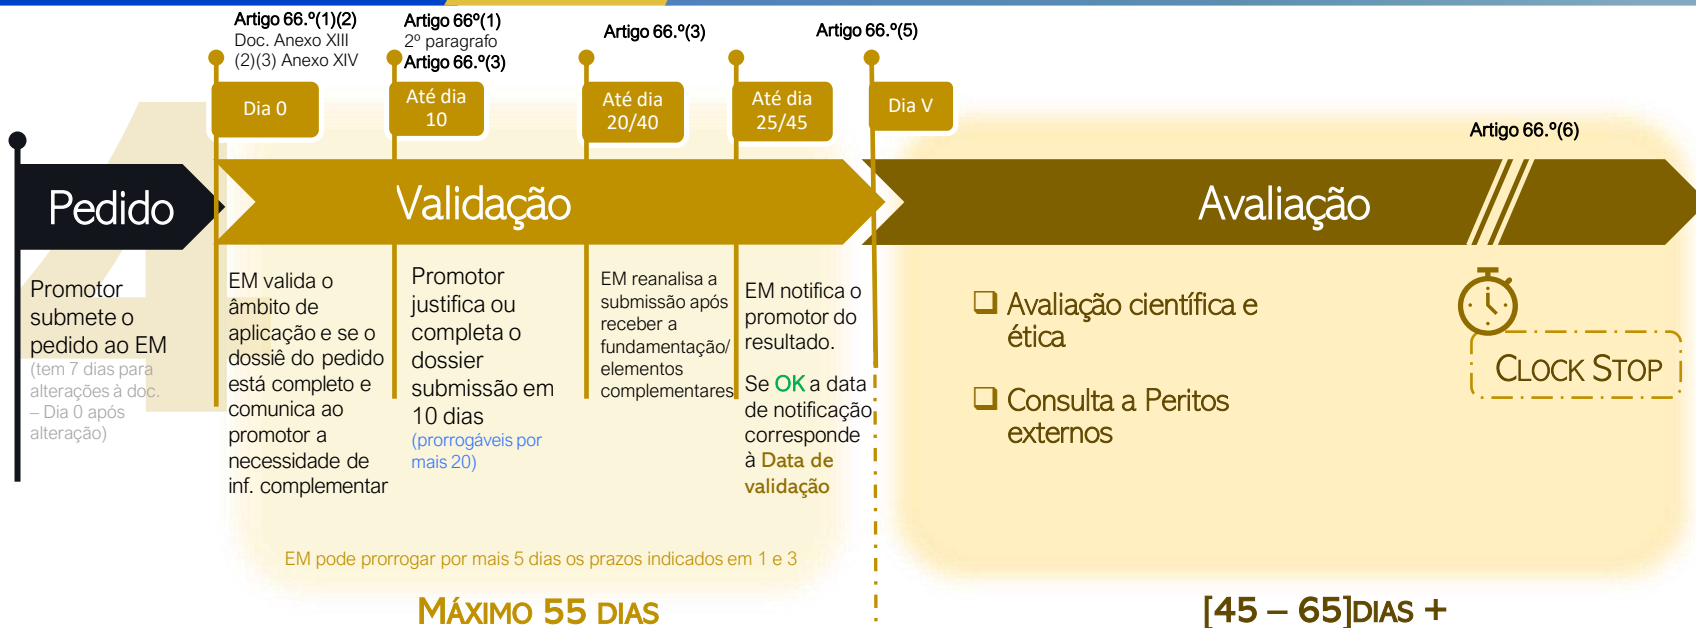 Artigo 66.º(1)(2)
Doc. Anexo XIII
(2)(3) Anexo XIV
Artigo 66º(1)
2º paragrafo
Artigo 66.º(3)
Artigo 66.º(3)
Artigo 66.º(5)
Dia 0
Até dia
10
Até dia
20/40
Até dia
25/45
Dia V
Artigo 66.º(6)
Pedido
Validação
Avaliação
Promotor
submete o
pedido ao EM
(tem 7 dias para
alterações à doc.
– Dia 0 após
alteração)
EM valida o
âmbito de
aplicação e se o
dossiê do pedido
está completo e
comunica ao
promotor a
necessidade de
inf. complementar
Promotor
justifica ou
completa o
dossier
submissão em
10 dias
(prorrogáveis por
mais 20)
EM reanalisa a
submissão após
receber a
fundamentação/
elementos
complementares
EM notifica o
promotor do
resultado.
Se OK a data
de notificação
corresponde
à Data de
validação
❑ Avaliação científica e
ética
❑ Consulta a Peritos
externos
CLOCK STOP
EM pode prorrogar por mais 5 dias os prazos indicados em 1 e 3
MÁXIMO 55 DIAS
[45 – 65]DIAS +